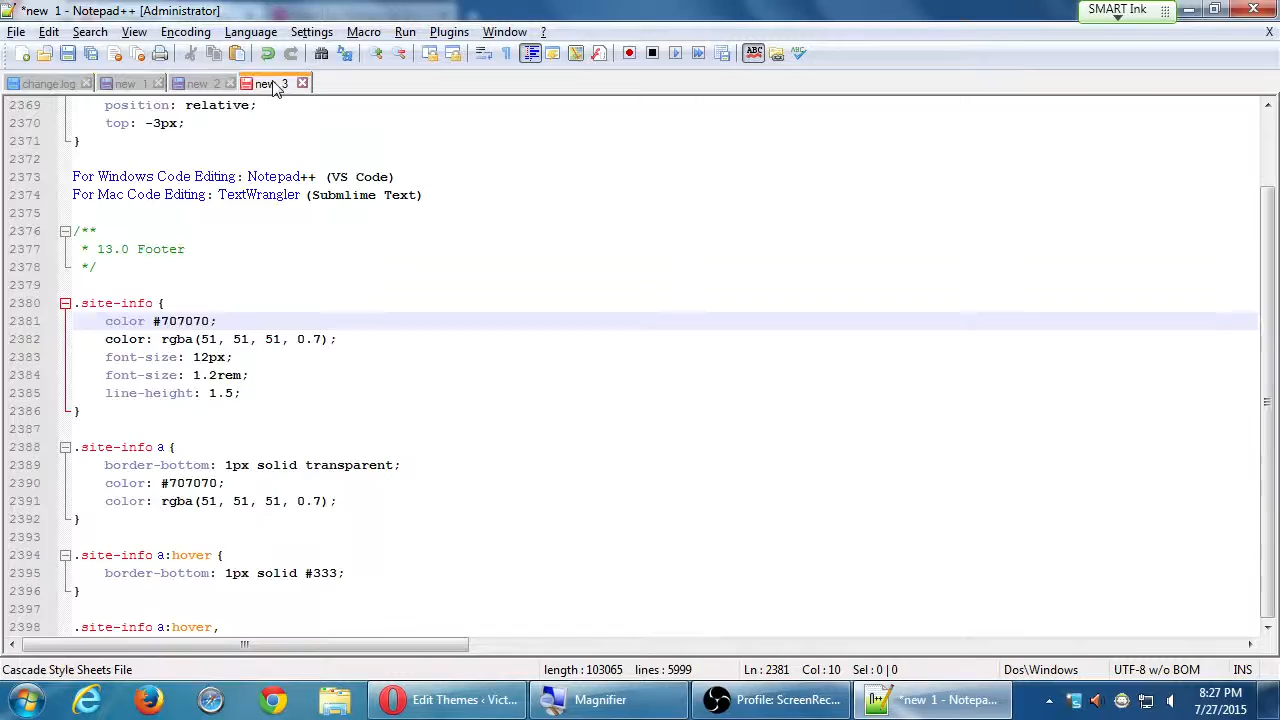 *new 1 - Notepad++ [Administrator]
SMART Ink
File Edit Search View Encoding Language Settings Macro Run Plugins Window ?
X
ABC
ABC
change.log new 1 new 2 new 3
2369 position: relative;
2370 top: -3px;
2371 }
2372
2373 For Windows Code Editing: Notepad++ (VS Code)
2374 For Mac Code Editing: TextWrangler (Submlime Text)
2375
2376 /**
2377 * 13.0 Footer
2378 */
2379
2380 .site-info {
2381 color #707070;
2382 color: rgba(51, 51, 51, 0.7);
2383 font-size: 12px;
2384 font-size: 1.2rem;
2385 line-height: 1.5;
2386 }
2387
2388 .site-info a {
2389 border-bottom: 1px solid transparent;
2390 color: #707070;
2391 color: rgba(51, 51, 51, 0.7);
2392 }
2393
2394 .site-info a:hover {
2395 border-bottom: 1px solid #333;
2396 }
2397
2398 .site-info a:hover,
Cascade Style Sheets File length : 103065 lines : 5999 Ln : 2381 Col : 10 Sel : 0 | 0 Dos\Windows UTF-8 w/o BOM INS
Edit Themes ‹ Vict... Magnifier Profile: ScreenRec... *new 1 - Notepa...
8:27 PM
7/27/2015